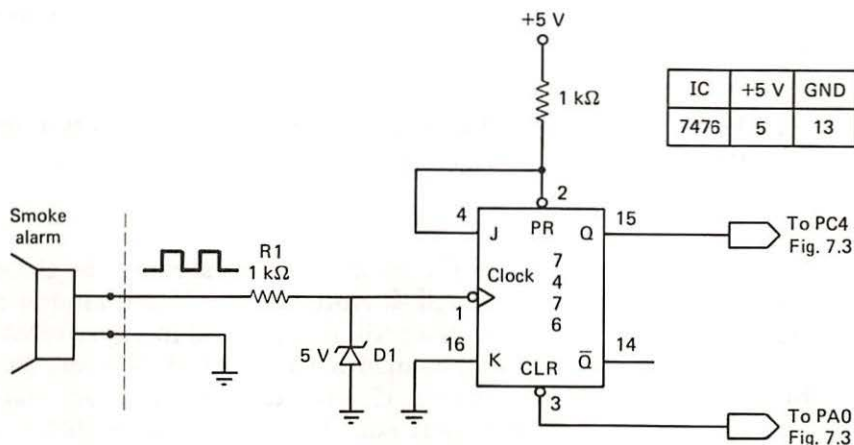 +5 V
1 kΩ
IC +5 V GND
7476 5 13
2
4
15
J
PR
Q
To PC4
Fig. 7.3
Smoke
alarm
R1
1 kΩ
Clock
7
4
7
6
1
5 V
D1
16
K
Q̅
14
CLR
3
To PA0
Fig. 7.3